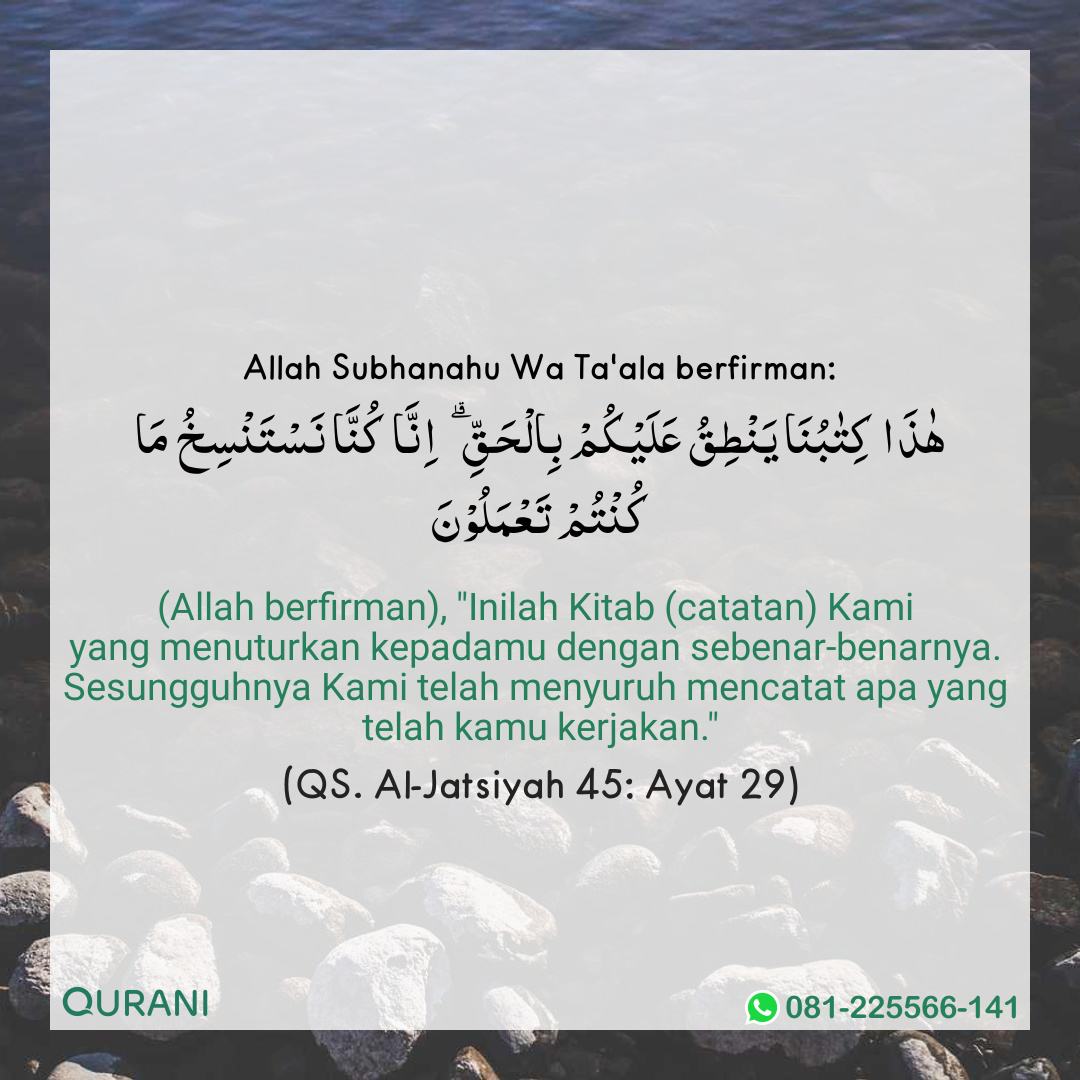 Allah Subhanahu Wa Ta'ala berfirman:
هٰذَا كِتٰبُنَا يَنْطِقُ عَلَيْكُمْ بِالْحَقِّ ۗ اِنَّا كُنَّا نَسْتَنْسِخُ مَا
كُنْتُمْ تَعْمَلُوْنَ
(Allah berfirman), "Inilah Kitab (catatan) Kami
yang menuturkan kepadamu dengan sebenar-benarnya.
Sesungguhnya Kami telah menyuruh mencatat apa yang
telah kamu kerjakan."
(QS. Al-Jatsiyah 45: Ayat 29)
QURANI
081-225566-141